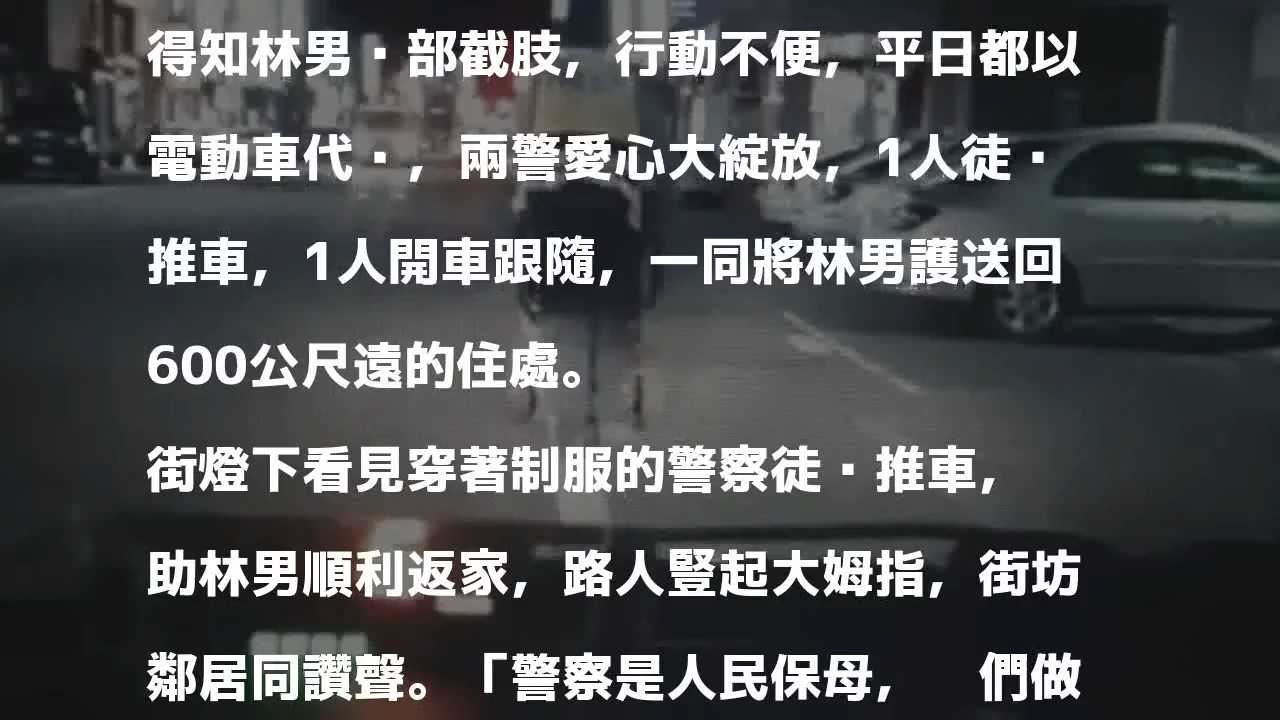 得知林男▪部截肢，行動不便，平日都以
電動車代▪，兩警愛心大綻放，1人徒▪
推車，1人開車跟隨，一同將林男護送回
600公尺遠的住處。
街燈下看見穿著制服的警察徒▪推車，
助林男順利返家，路人豎起大姆指，街坊
鄰居同讚聲。「警察是人民保母，　們做